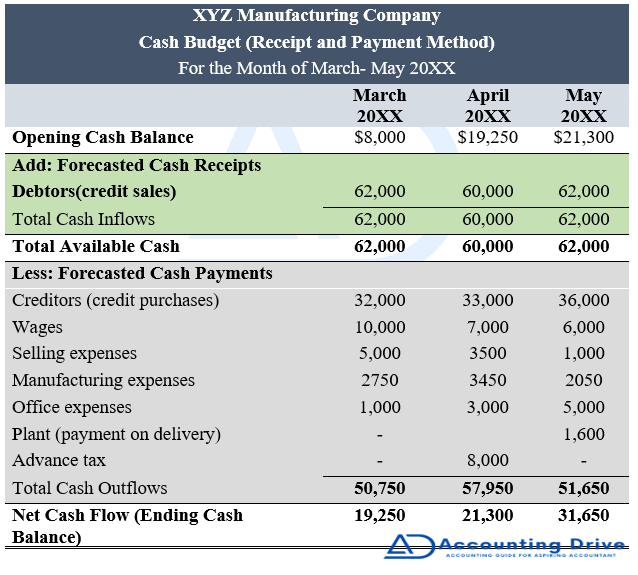 XYZ Manufacturing Company
Cash Budget (Receipt and Payment Method)
For the Month of March- May 20XX
March 20XX April 20XX May 20XX
Opening Cash Balance $8,000 $19,250 $21,300
Add: Forecasted Cash Receipts
Debtors(credit sales) 62,000 60,000 62,000
Total Cash Inflows 62,000 60,000 62,000
Total Available Cash 62,000 60,000 62,000
Less: Forecasted Cash Payments
Creditors (credit purchases) 32,000 33,000 36,000
Wages 10,000 7,000 6,000
Selling expenses 5,000 3500 1,000
Manufacturing expenses 2750 3450 2050
Office expenses 1,000 3,000 5,000
Plant (payment on delivery) - 1,600
Advance tax - 8,000 -
Total Cash Outflows 50,750 57,950 51,650
Net Cash Flow (Ending Cash 19,250 21,300 31,650
Balance)
AD Accounting Drive
ACCOUNTING GUIDE FOR ASPIRING ACCOUNTANT